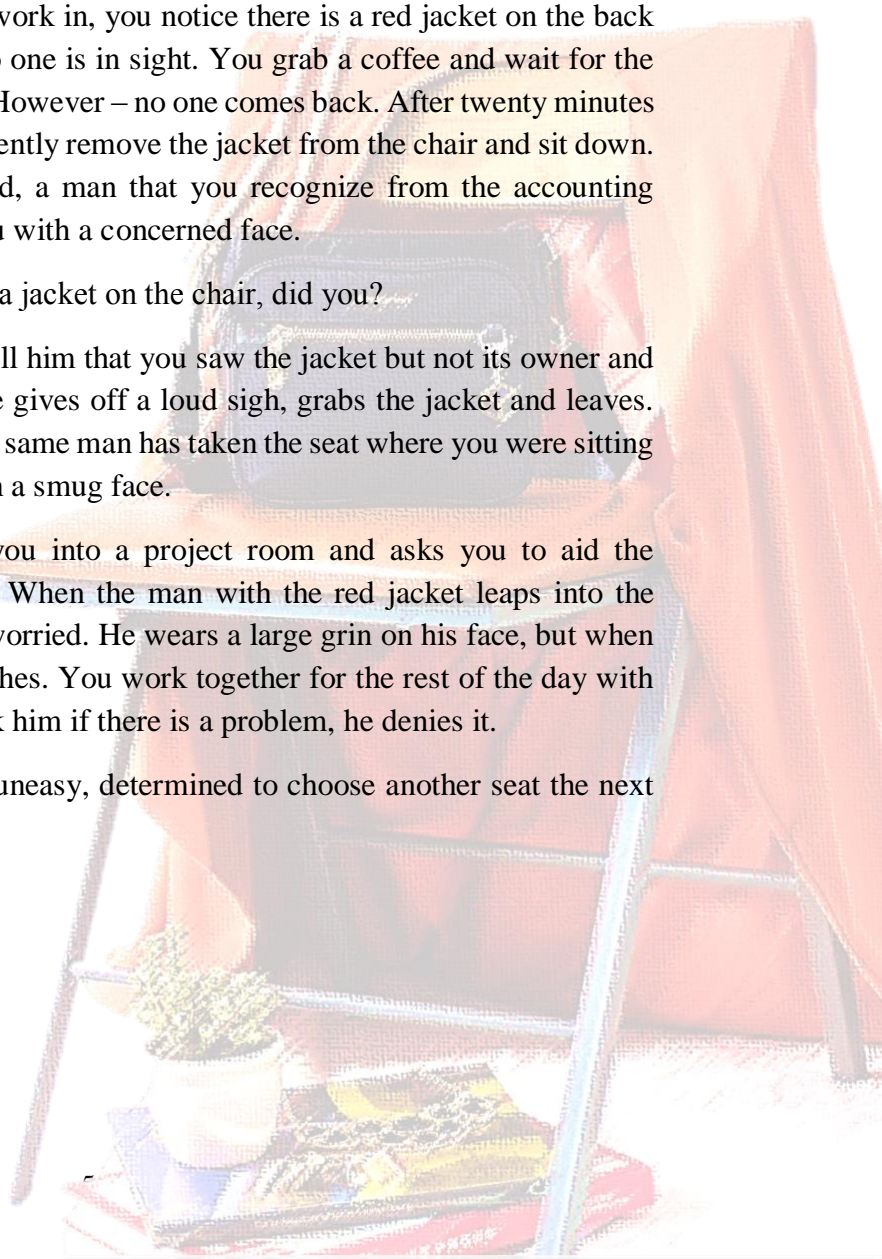 work in, you notice there is a red jacket on the back
one is in sight. You grab a coffee and wait for the
However – no one comes back. After twenty minutes
ently remove the jacket from the chair and sit down.
d, a man that you recognize from the accounting
u with a concerned face.
a jacket on the chair, did you?
ll him that you saw the jacket but not its owner and
e gives off a loud sigh, grabs the jacket and leaves.
same man has taken the seat where you were sitting
a smug face.
you into a project room and asks you to aid the
When the man with the red jacket leaps into the
worried. He wears a large grin on his face, but when
hes. You work together for the rest of the day with
k him if there is a problem, he denies it.
uneasy, determined to choose another seat the next